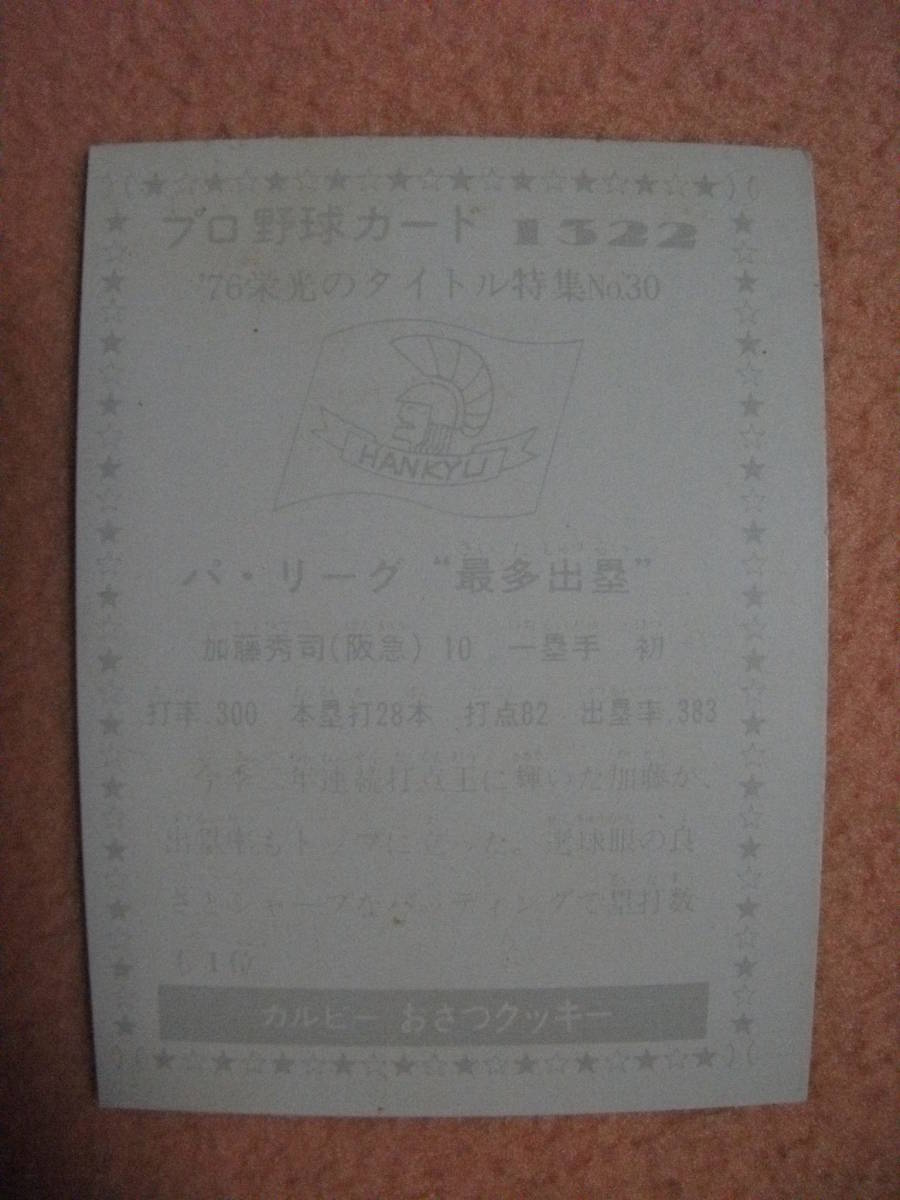 プロ野球カード 1322
'76栄光のタイトル特集No.30
HANKYU
パ・リーグ “最多出塁”
加藤秀司(阪急) 10 一塁手 初
打率.300 本塁打28本 打点82 出塁率.383
今季二年連続打点王に輝いた加藤が、
出塁率もトップに立った。選球眼の良
さとシャープなバッティングで塁打数
も1位
カルビー おさつクッキー